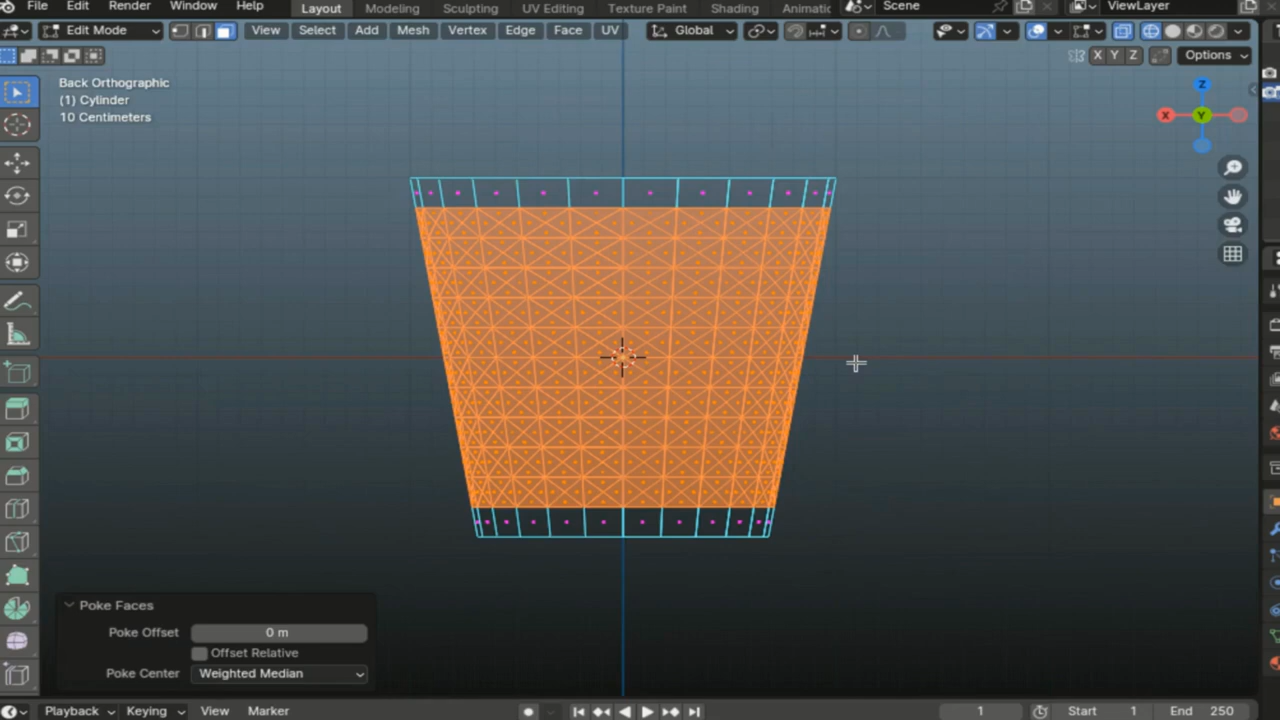 File Edit Render Window Help Layout Modeling Sculpting UV Editing Texture Paint Shading Scene ViewLayer
Edit Mode View Select Add Mesh Vertex Edge Face UV Global
X Y Z Options
Back Orthographic
(1) Cylinder
10 Centimeters
Z
X Y
Poke Faces
Poke Offset 0 m
Offset Relative
Poke Center Weighted Median
Playback Keying View Marker 1 Start 1 End 250